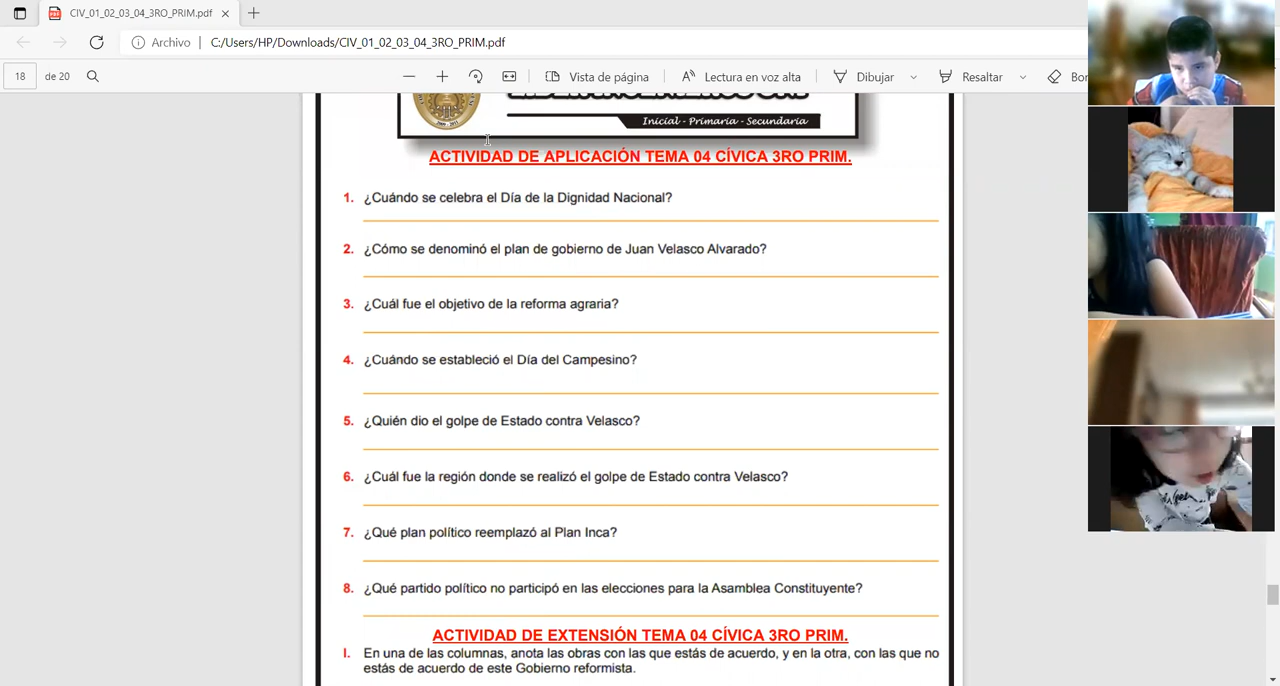 CIV_01_02_03_04_3RO_PRIM.pdf
Archivo | C:/Users/HP/Downloads/CIV_01_02_03_04_3RO_PRIM.pdf
18 de 20 Vista de página Lectura en voz alta Dibujar Resaltar
Inicial - Primaria - Secundaria
ACTIVIDAD DE APLICACIÓN TEMA 04 CÍVICA 3RO PRIM.
1. ¿Cuándo se celebra el Día de la Dignidad Nacional?
2. ¿Cómo se denominó el plan de gobierno de Juan Velasco Alvarado?
3. ¿Cuál fue el objetivo de la reforma agraria?
4. ¿Cuándo se estableció el Día del Campesino?
5. ¿Quién dio el golpe de Estado contra Velasco?
6. ¿Cuál fue la región donde se realizó el golpe de Estado contra Velasco?
7. ¿Qué plan político reemplazó al Plan Inca?
8. ¿Qué partido político no participó en las elecciones para la Asamblea Constituyente?
ACTIVIDAD DE EXTENSIÓN TEMA 04 CÍVICA 3RO PRIM.
I. En una de las columnas, anota las obras con las que estás de acuerdo, y en la otra, con las que no
estás de acuerdo de este Gobierno reformista.